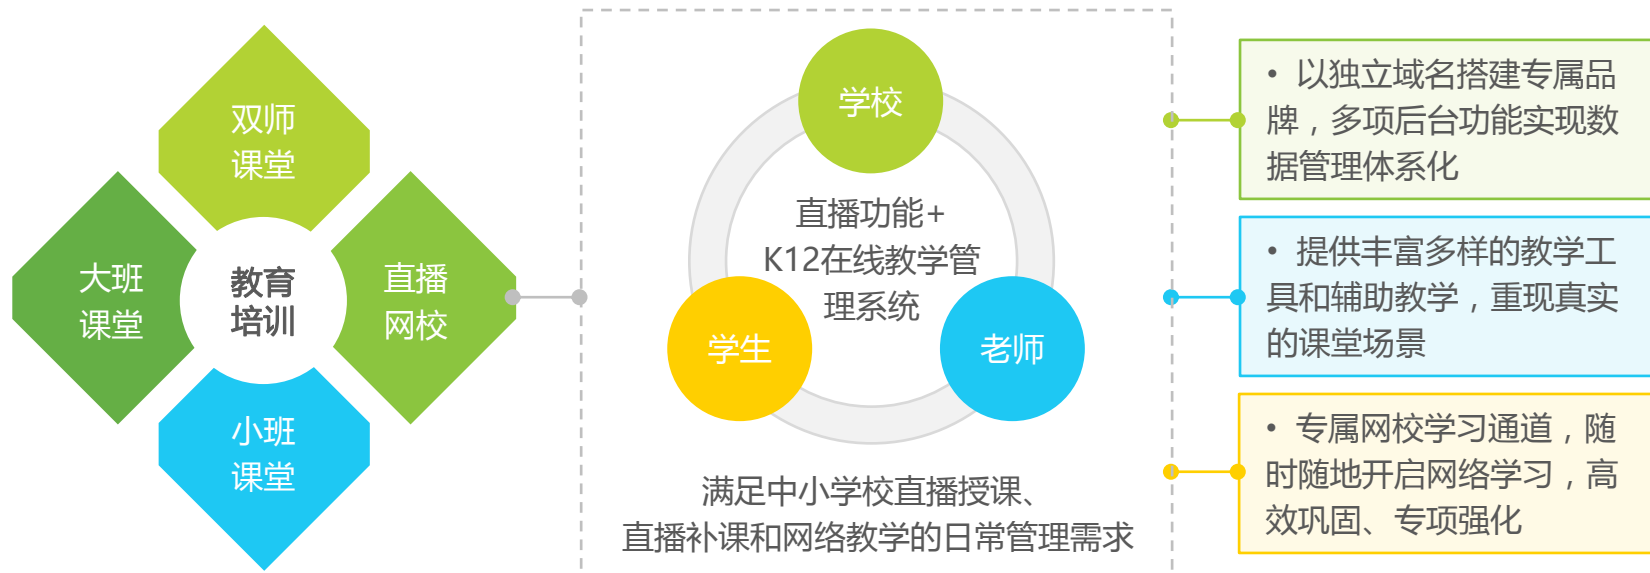 双师
课堂
大班
课堂
教育
培训
直播
网校
小班
课堂
学校
直播功能+
K12在线教学管
理系统
学生
老师
满足中小学校直播授课、
直播补课和网络教学的日常管理需求
• 以独立域名搭建专属品
牌，多项后台功能实现数
据管理体系化
• 提供丰富多样的教学工
具和辅助教学，重现真实
的课堂场景
• 专属网校学习通道，随
时随地开启网络学习，高
效巩固、专项强化